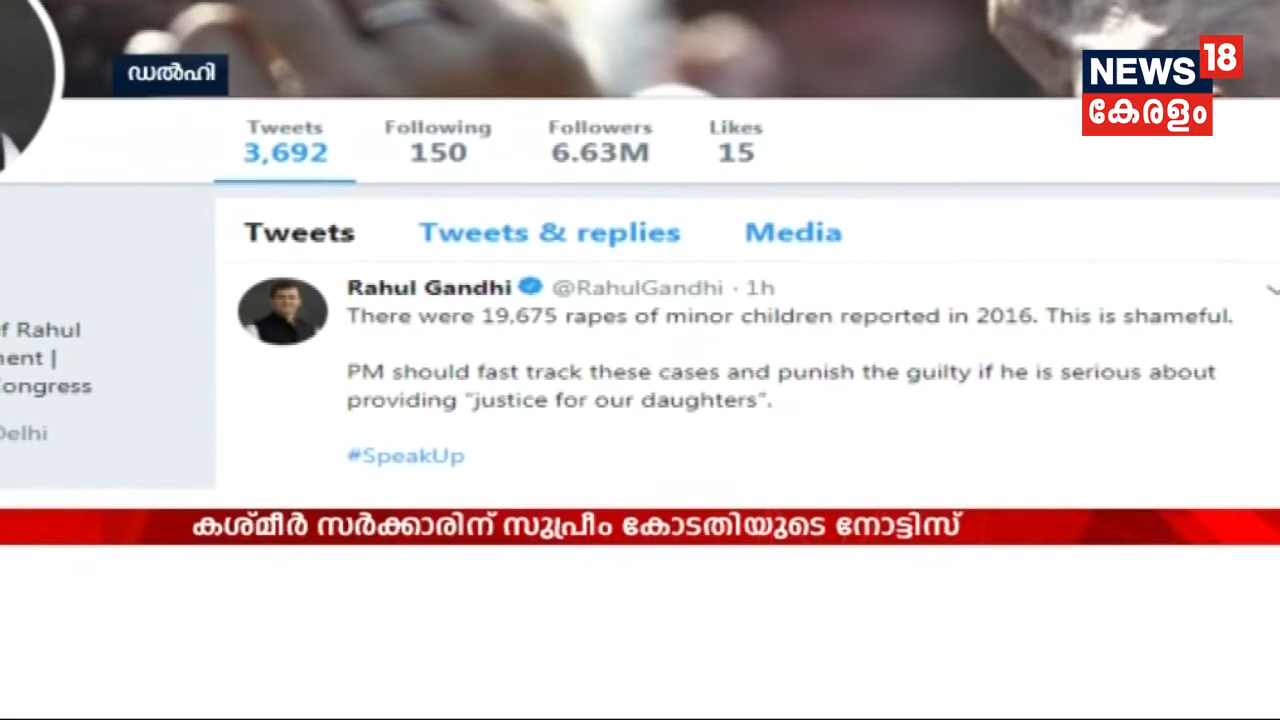 ഡൽഹി
NEWS 18
കേരളം
Tweets Following Followers Likes
3,692 150 6.63M 15
Tweets Tweets & replies Media
Rahul Gandhi @RahulGandhi · 1h
There were 19,675 rapes of minor children reported in 2016. This is shameful.
PM should fast track these cases and punish the guilty if he is serious about
providing "justice for our daughters".
#SpeakUp
f Rahul
nent |
Congress
Delhi
കശ്മീർ സർക്കാരിന് സുപ്രീം കോടതിയുടെ നോട്ടിസ്